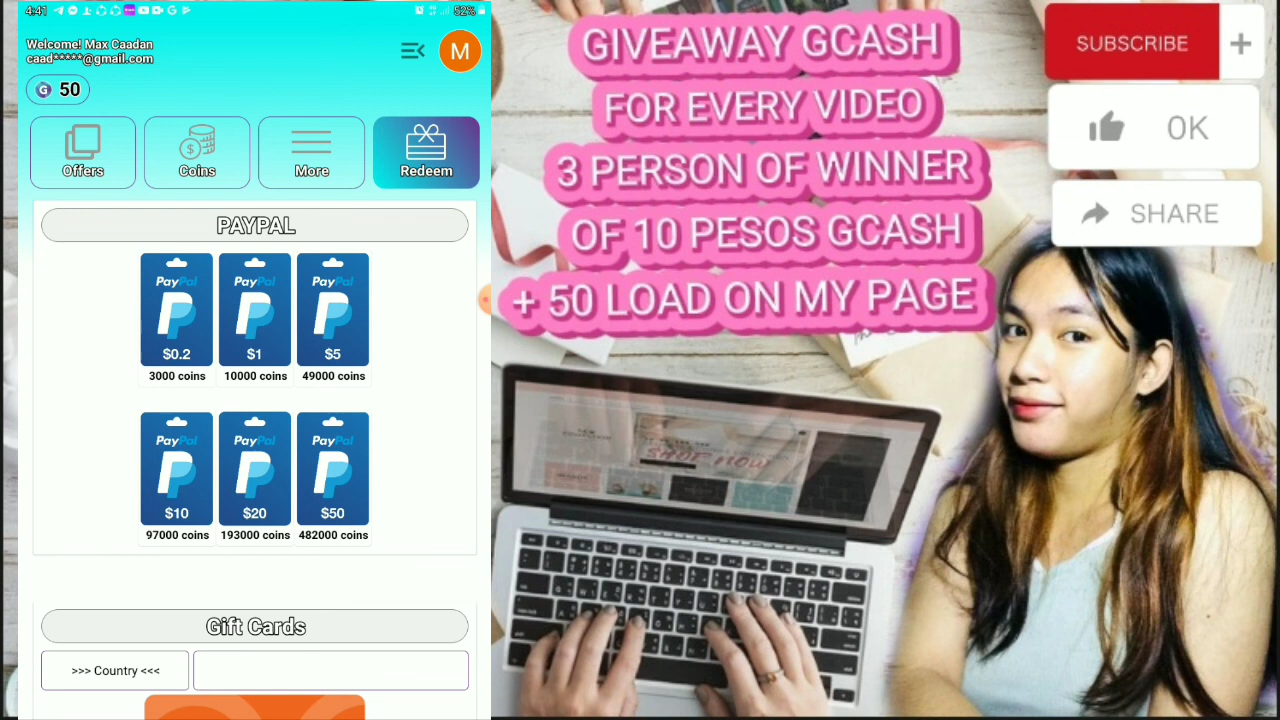 4:41
52%
Welcome! Max Caadan
caad*****@gmail.com
G 50
Offers
Coins
More
Redeem
PAYPAL
PayPal
$0.2
3000 coins
PayPal
$1
10000 coins
PayPal
$5
49000 coins
PayPal
$10
97000 coins
PayPal
$20
193000 coins
PayPal
$50
482000 coins
Gift Cards
>>> Country <<<
GIVEAWAY GCASH
FOR EVERY VIDEO
3 PERSON OF WINNER
OF 10 PESOS GCASH
+ 50 LOAD ON MY PAGE
SUBSCRIBE
+
0K
SHARE
M
SHOP NOW